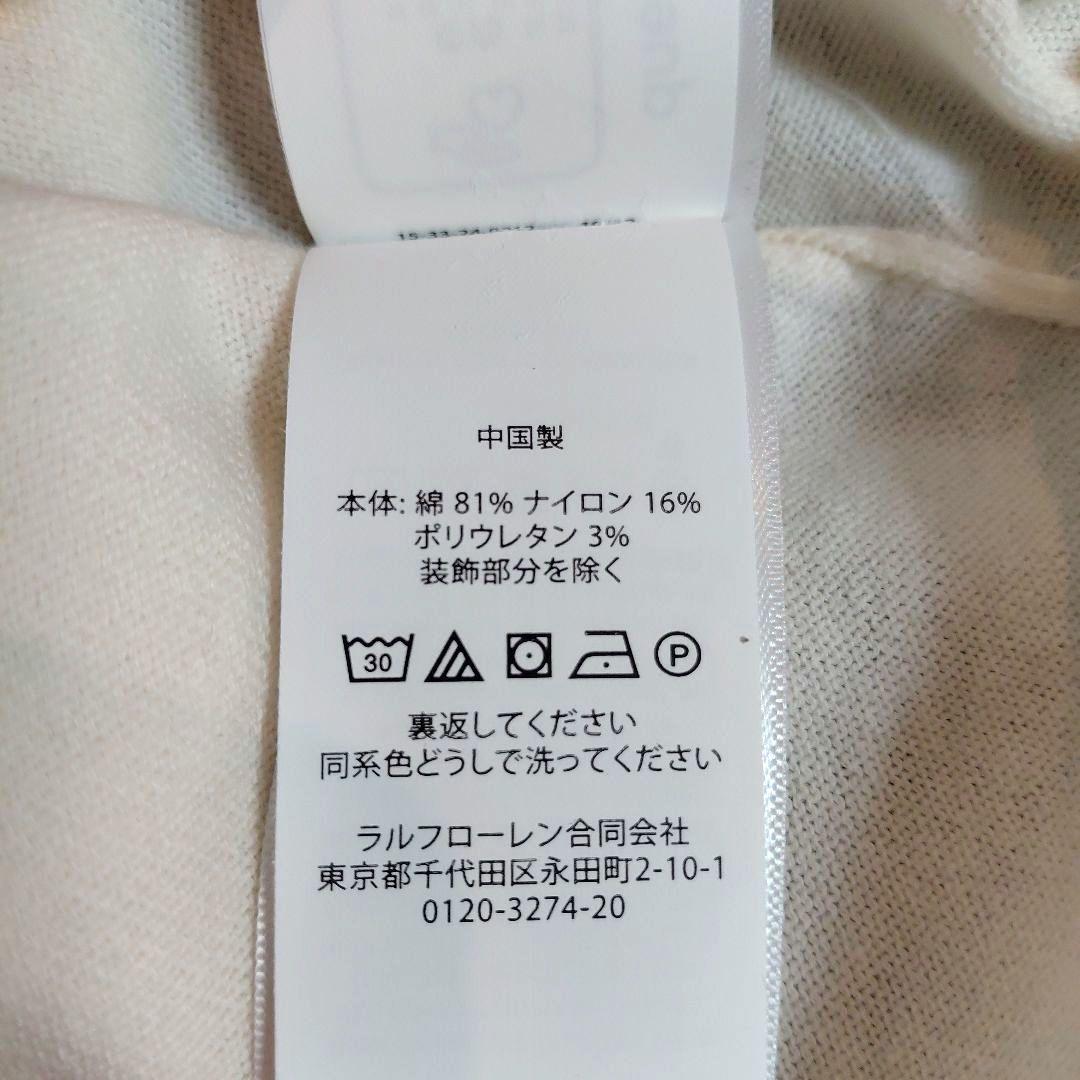 中国製
本体: 綿 81% ナイロン 16%
ポリウレタン 3%
装飾部分を除く
30
P
裏返してください
同系色どうしで洗ってください
ラルフローレン合同会社
東京都千代田区永田町2-10-1
0120-3274-20